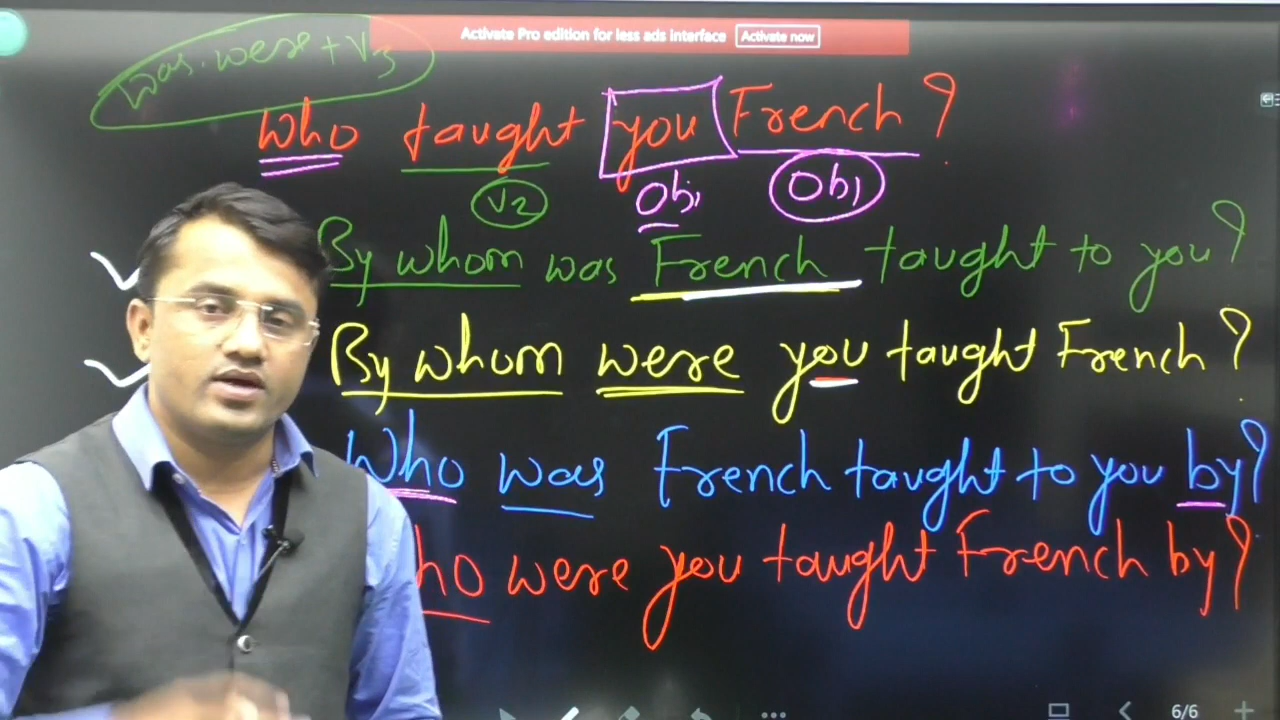 Activate Pro edition for less ads interface Activate now
was. were + V3
Who taught you French?
V2 Obj Obj
By whom was French taught to you?
By whom were you taught French?
Who was French taught to you by?
ho were you taught French by?
6/6